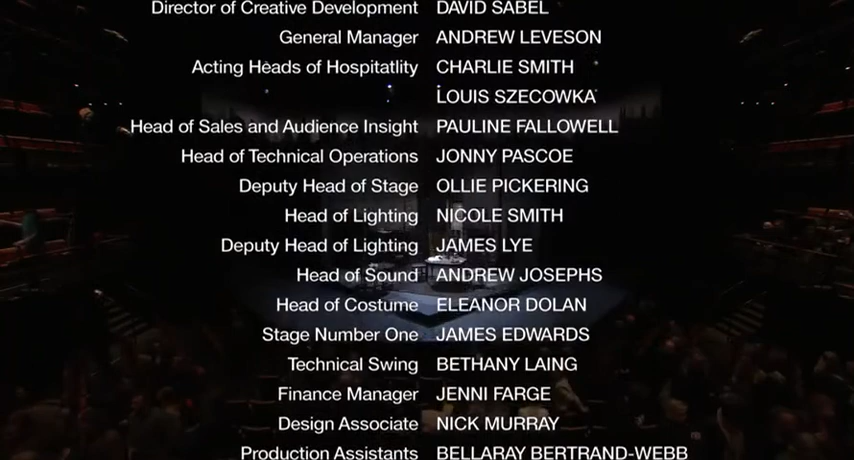 Director of Creative Development DAVID SABEL
General Manager ANDREW LEVESON
Acting Heads of Hospitatlity CHARLIE SMITH
LOUIS SZECOWKA
Head of Sales and Audience Insight PAULINE FALLOWELL
Head of Technical Operations JONNY PASCOE
Deputy Head of Stage OLLIE PICKERING
Head of Lighting NICOLE SMITH
Deputy Head of Lighting JAMES LYE
Head of Sound ANDREW JOSEPHS
Head of Costume ELEANOR DOLAN
Stage Number One JAMES EDWARDS
Technical Swing BETHANY LAING
Finance Manager JENNI FARGE
Design Associate NICK MURRAY
Production Assistants BELLARAY BERTRAND-WEBB